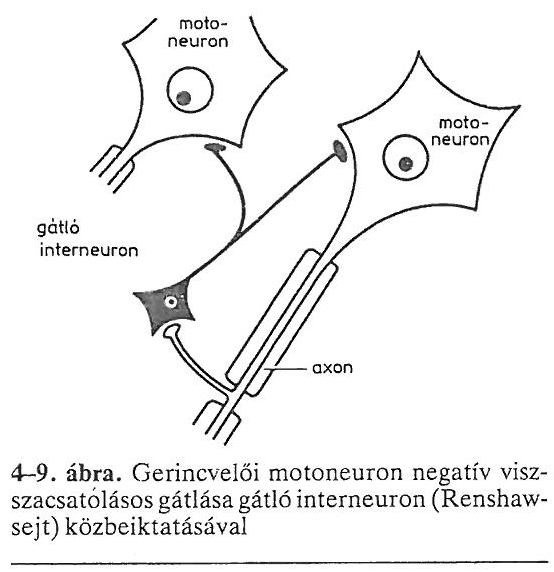 moto-
neuron
moto-
neuron
gátló
interneuron
axon
4–9. ábra. Gerincvelői motoneuron negatív visz-
szacsatolásos gátlása gátló interneuron (Renshaw-
sejt) közbeiktatásával